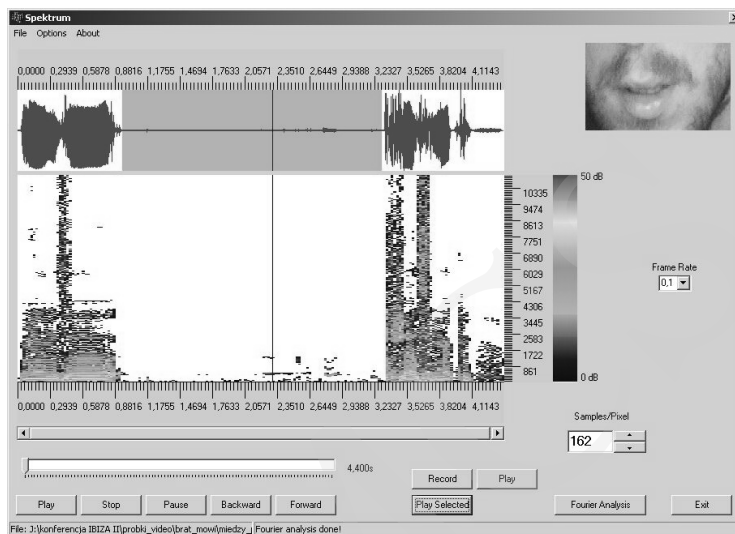 Spektrum
File Options About
0,0000 0,2939 0,5878 0,8816 1,1755 1,4694 1,7633 2,0571 2,3510 2,6449 2,9388 3,2327 3,5265 3,8204 4,1143
50 dB
10335
9474
8613
7751
6890
6029
5167
4306
3445
2583
1722
861
0 dB
Frame Rate
0,1
0,0000 0,2939 0,5878 0,8816 1,1755 1,4694 1,7633 2,0571 2,3510 2,6449 2,9388 3,2327 3,5265 3,8204 4,1143
Samples/Pixel
162
4,400s
Record Play
Play Stop Pause Backward Forward Play Selected Fourier Analysis Exit
File: J:\konferencja IBIZA II\probki_video\brat_mowi\miedzy_j Fourier analysis done!